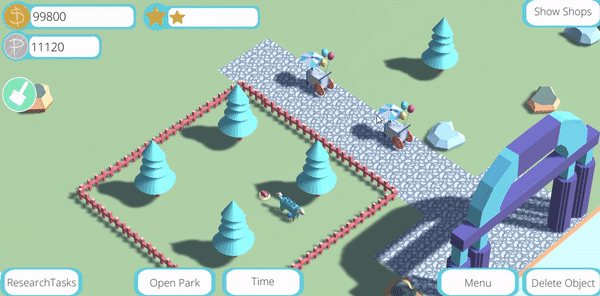 99800
Show Shops
11120
ResearchTasks
Open Park
Time
Menu
Delete Object